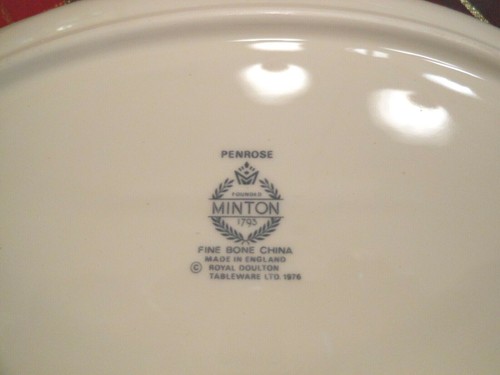 PENROSE
FOUNDED
MINTON
1793
FINE BONE CHINA
MADE IN ENGLAND
© ROYAL DOULTON
TABLEWARE LTD. 1976